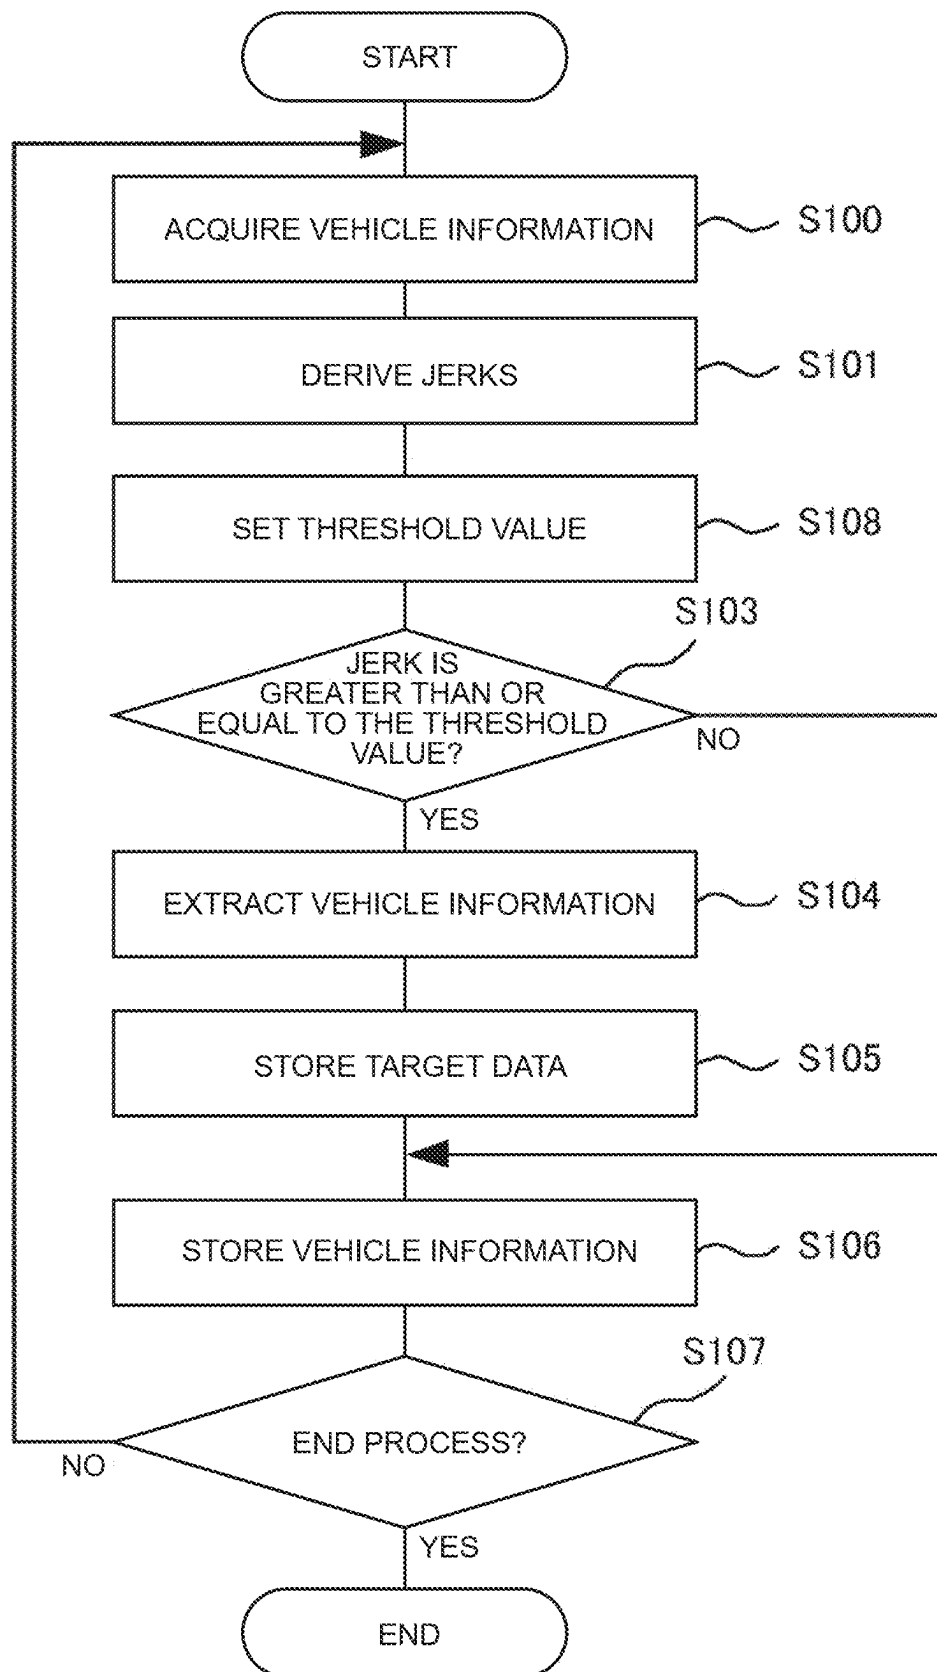 START
ACQUIRE VEHICLE INFORMATION
S100
DERIVE JERKS
S101
SET THRESHOLD VALUE
S108
S103
JERK IS
GREATER THAN OR
EQUAL TO THE THRESHOLD
VALUE?
NO
YES
EXTRACT VEHICLE INFORMATION
S104
STORE TARGET DATA
S105
STORE VEHICLE INFORMATION
S106
S107
END PROCESS?
NO
YES
END